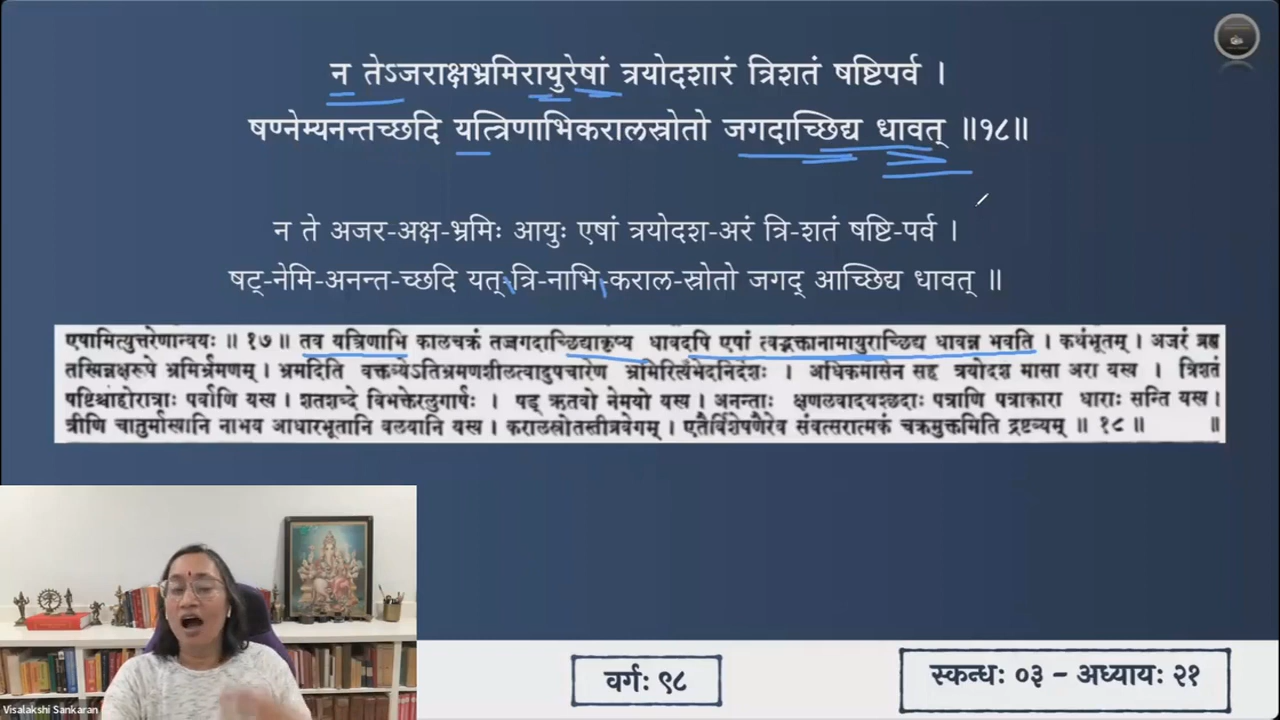 न तेऽजराक्षभ्रमिरायुरेषां त्रयोदशारं त्रिशतं षष्टिपर्व ।
षण्नेम्यनन्तच्छदि यत्त्रिणाभिकरालस्रोतो जगदाच्छिद्य धावत् ॥१८॥
न ते अजर-अक्ष-भ्रमिः आयुः एषां त्रयोदश-अरं त्रि-शतं षष्टि-पर्व ।
षट्-नेमि-अनन्त-च्छदि यत्-त्रि-नाभि-कराल-स्रोतो जगद् आच्छिद्य धावत् ॥
एषामित्युत्तरेणान्वयः ॥ १७ ॥ तव यत्रिणाभि कालचक्रं तज्जगदाच्छिद्याकृष्य धावदपि एषां त्वद्भक्तानामायुराच्छिद्य धावन्न भवति । कथंभूतम् । अजरं ब्रह्म
तस्मिन्नक्षरूपे भ्रमिर्भ्रमणम् । भ्रमदिति वक्तव्येऽतिभ्रमणशीलत्वादुपचारेण भ्रमिरित्यभेदनिर्देशः । अधिकमासेन सह त्रयोदश मासा अरा यस्य । त्रिशतं
षष्टिश्चाहोरात्राः पर्वाणि यस्य । शतशब्दे विभक्तेरलुगार्षः । षड् ऋतवो नेमयो यस्य । अनन्ताः क्षणलवादयश्छदाः पत्राणि पत्राकारा धाराः सन्ति यस्य ।
त्रीणि चातुर्मास्यानि नाभय आधारभूतानि वलयानि यस्य । करालस्रोतस्तीव्रवेगम् । एतैर्विशेषणैरेव संवत्सरात्मकं चक्रमुक्तमिति द्रष्टव्यम् ॥ १८ ॥ ॥
Visalakshi Sankaran
वर्गः ९८
स्कन्धः ०३ - अध्यायः २१